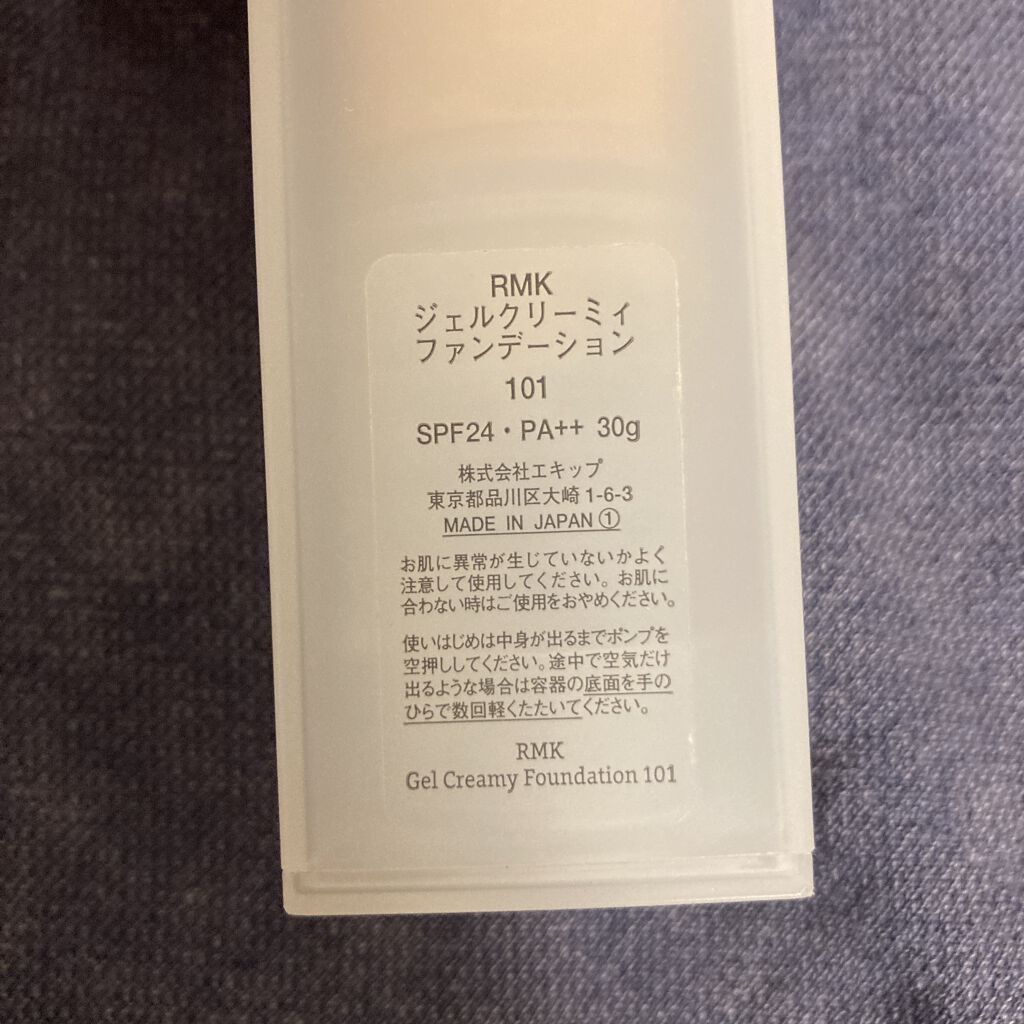 RMK
ジェルクリーミィ
ファンデーション
101
SPF24・PA++ 30g
株式会社エキップ
東京都品川区大崎1-6-3
MADE IN JAPAN ①
お肌に異常が生じていないかよく
注意して使用してください。お肌に
合わない時はご使用をおやめください。
使いはじめは中身が出るまでポンプを
空押ししてください。途中で空気だけ
出るような場合は容器の底面を手の
ひらで数回軽くたたいてください。
RMK
Gel Creamy Foundation 101